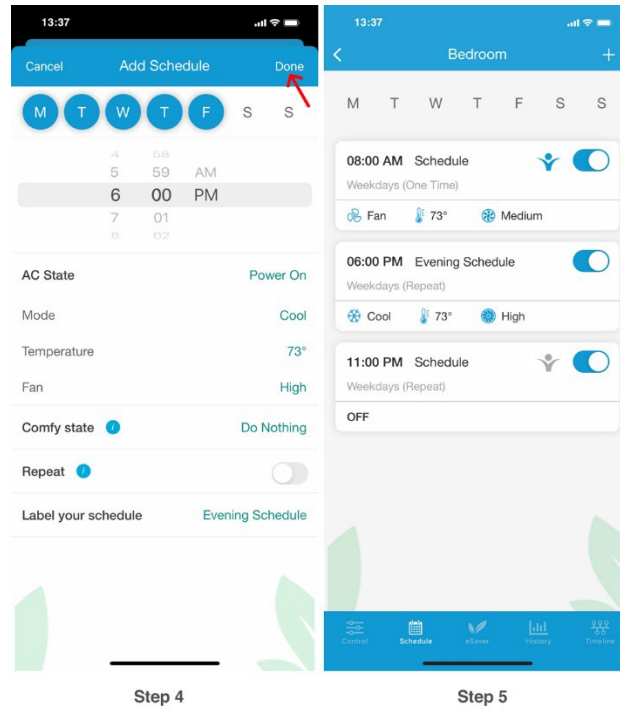 13:37
Cancel Add Schedule Done
M T W T F S S
4 58
5 59 AM
6 00 PM
7 01
8 02
AC State Power On
Mode Cool
Temperature 73°
Fan High
Comfy state i Do Nothing
Repeat i
Label your schedule Evening Schedule
Step 4
13:37
Bedroom
M T W T F S S
08:00 AM Schedule
Weekdays (One Time)
Fan 73° Medium
06:00 PM Evening Schedule
Weekdays (Repeat)
Cool 73° High
11:00 PM Schedule
Weekdays (Repeat)
OFF
Control Schedule eSaver History Timeline
Step 5